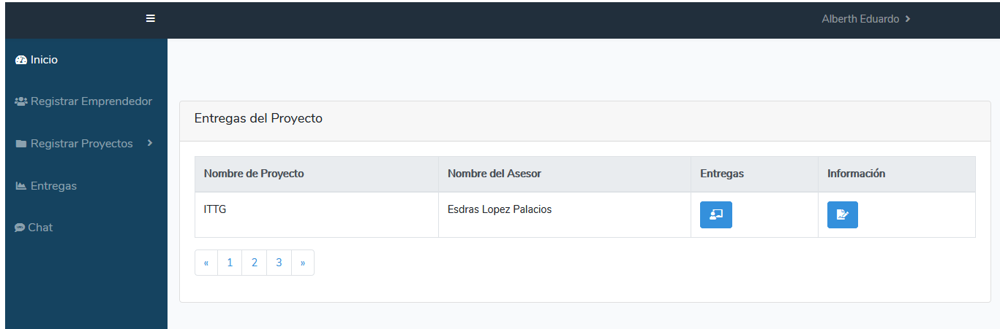 Alberth Eduardo
Inicio
Registrar Emprendedor
Registrar Proyectos
Entregas
Chat
Entregas del Proyecto
Nombre de Proyecto Nombre del Asesor Entregas Información
ITTG Esdras Lopez Palacios
« 1 2 3 »